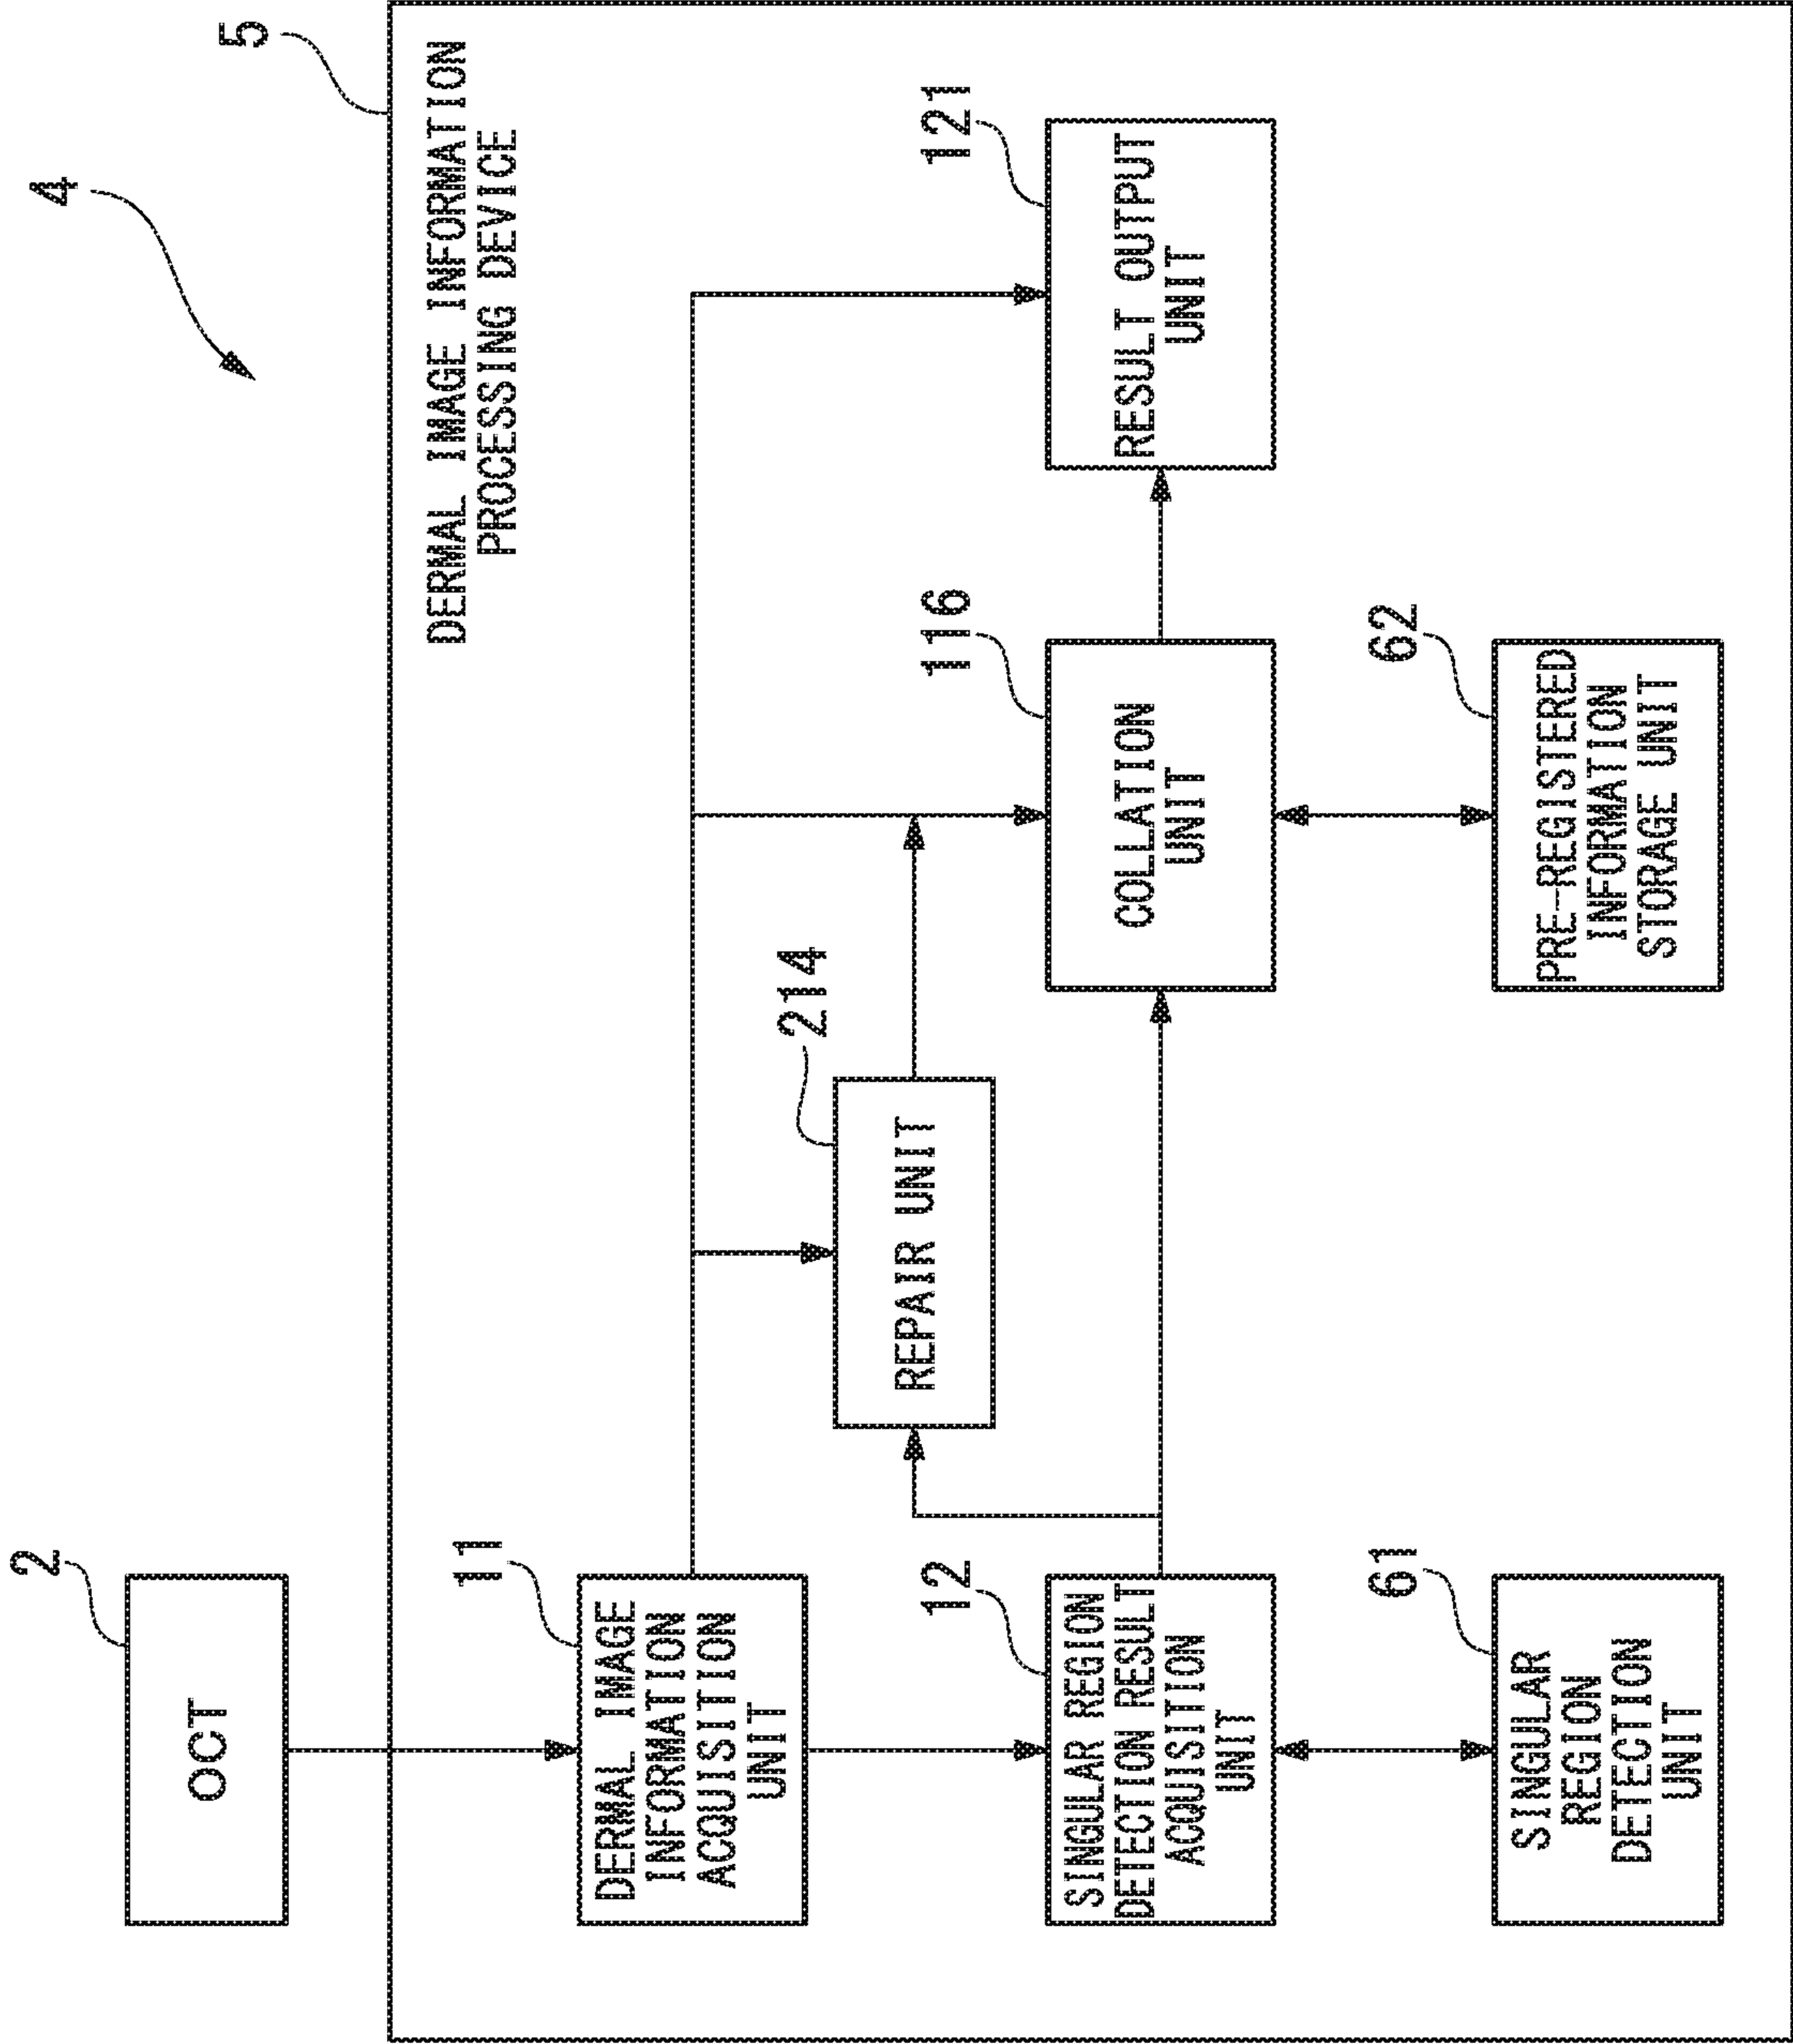 4
5
DERMAL IMAGE INFORMATION
PROCESSING DEVICE
2
OCT
11
DERMAL IMAGE
INFORMATION
ACQUISITION
UNIT
214
REPAIR UNIT
12
SINGULAR REGION
DETECTION RESULT
ACQUISITION
UNIT
116
COLLATION
UNIT
121
RESULT OUTPUT
UNIT
61
SINGULAR
REGION
DETECTION
UNIT
62
PRE-REGISTERED
INFORMATION
STORAGE UNIT